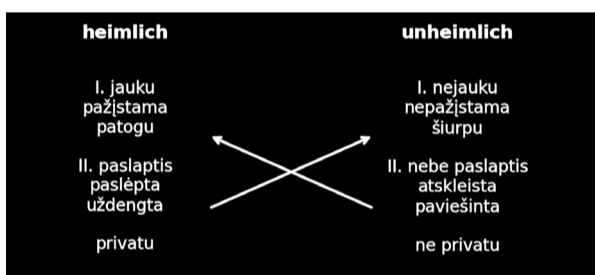 heimlich
I. jauku
pažįstama
patogu
II. paslaptis
paslėpta
uždengta
privatu
unheimlich
I. nejauku
nepažįstama
šiurpu
II. nebe paslaptis
atskleista
paviešinta
ne privatu